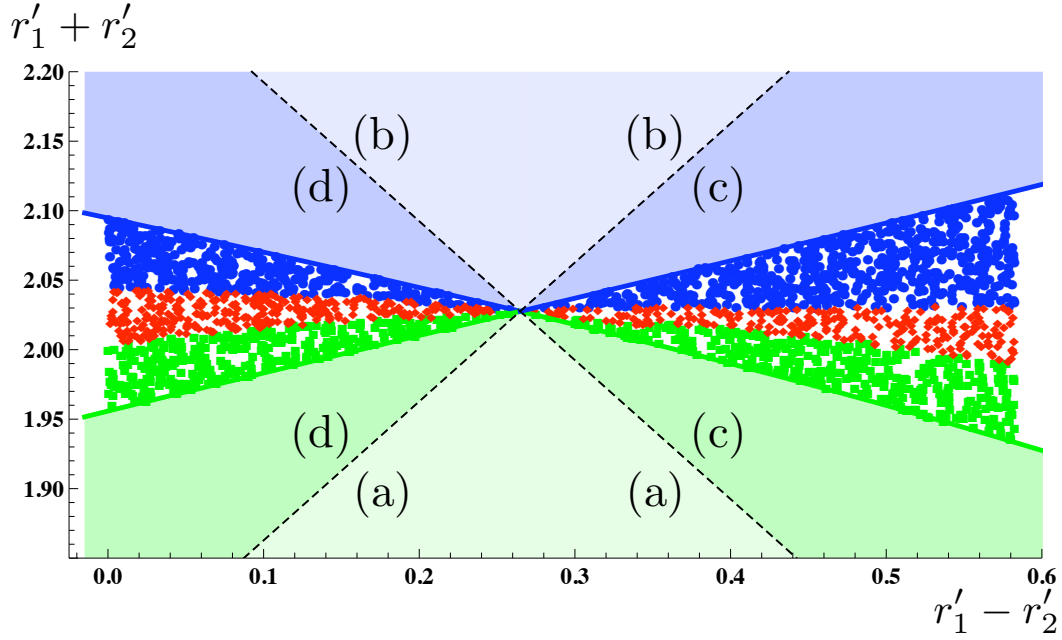 r′₁ + r′₂
2.20
(b) (b)
2.15
(d) (c)
2.10
2.05
2.00
1.95
(d) (c)
1.90
(a) (a)
0.0 0.1 0.2 0.3 0.4 0.5 0.6
r′₁ − r′₂